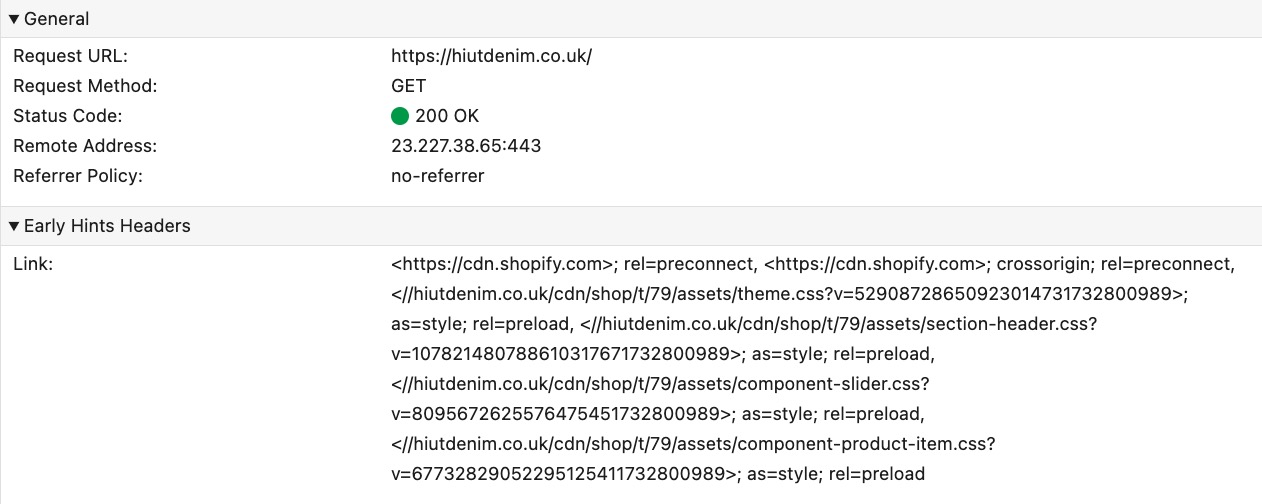 ▼ General
Request URL: https://hiutdenim.co.uk/
Request Method: GET
Status Code: 200 OK
Remote Address: 23.227.38.65:443
Referrer Policy: no-referrer
▼ Early Hints Headers
Link: <https://cdn.shopify.com>; rel=preconnect, <https://cdn.shopify.com>; crossorigin; rel=preconnect,
<//hiutdenim.co.uk/cdn/shop/t/79/assets/theme.css?v=529087286509230147317328​00989>;
as=style; rel=preload, <//hiutdenim.co.uk/cdn/shop/t/79/assets/section-header.css?
v=107821480788610317671732800989>; as=style; rel=preload,
<//hiutdenim.co.uk/cdn/shop/t/79/assets/component-slider.css?
v=80956726255764754517328​00989>; as=style; rel=preload,
<//hiutdenim.co.uk/cdn/shop/t/79/assets/component-product-item.css?
v=67732829052295125411732800989>; as=style; rel=preload